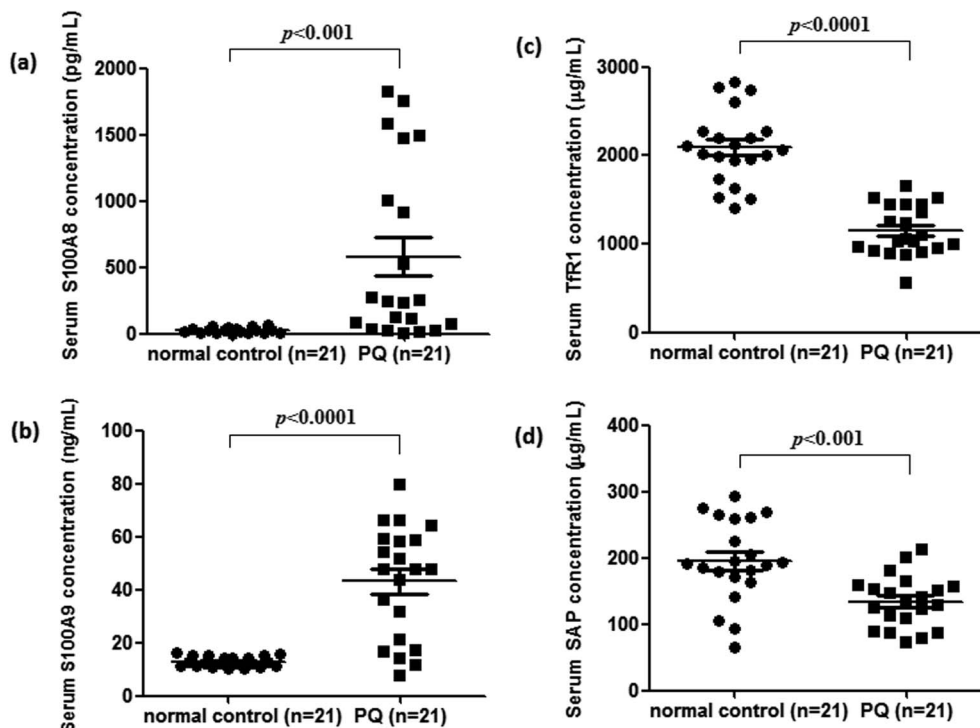 (a)
p<0.001
Serum S100A8 concentration (pg/mL)
2000
1500
1000
500
0
normal control (n=21)
PQ (n=21)
(b)
p<0.0001
Serum S100A9 concentration (ng/mL)
100
80
60
40
20
0
normal control (n=21)
PQ (n=21)
(c)
p<0.0001
Serum TfR1 concentration (µg/mL)
3000
2000
1000
0
normal control (n=21)
PQ (n=21)
(d)
p<0.001
Serum SAP concentration (µg/mL)
400
300
200
100
0
normal control (n=21)
PQ (n=21)